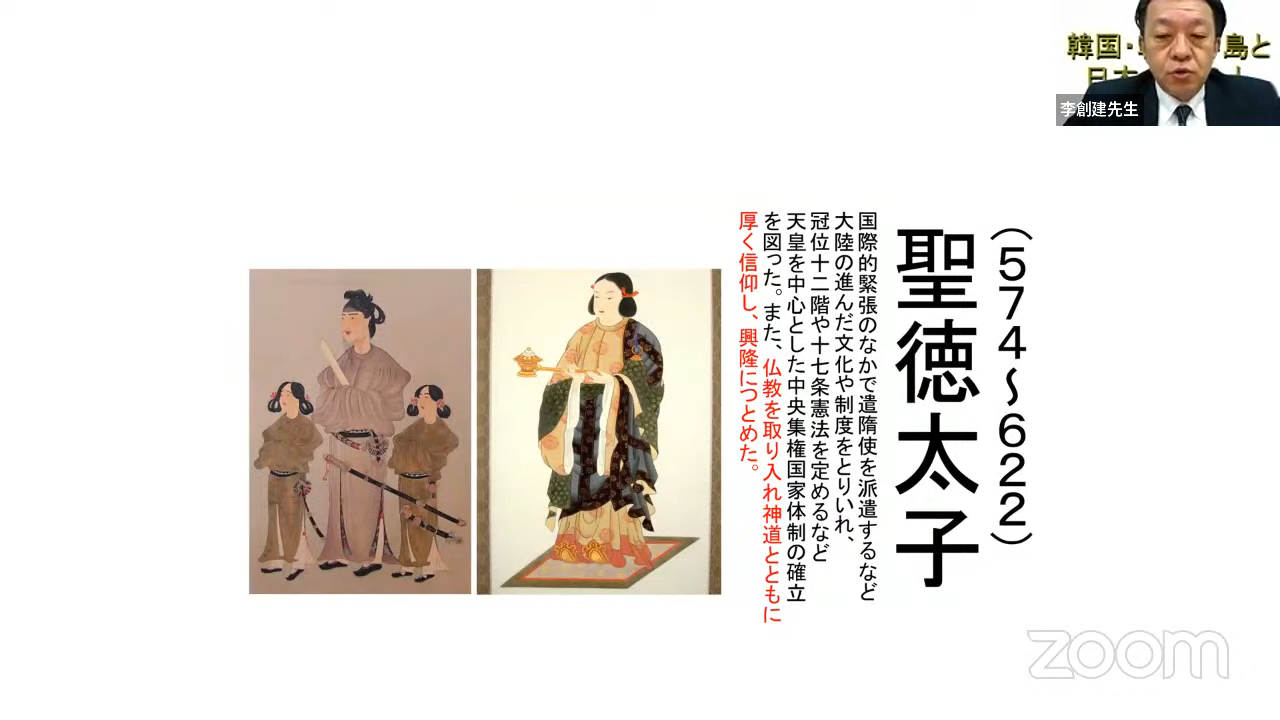 （５７４～６２２）
聖徳太子
国際的緊張のなかで遣隋使を派遣するなど
大陸の進んだ文化や制度をとりいれ、
冠位十二階や十七条憲法を定めるなど
天皇を中心とした中央集権国家体制の確立
を図った。また、仏教を取り入れ神道とともに
厚く信仰し、興隆につとめた。
韓国・
島と
李創建先生
zoom